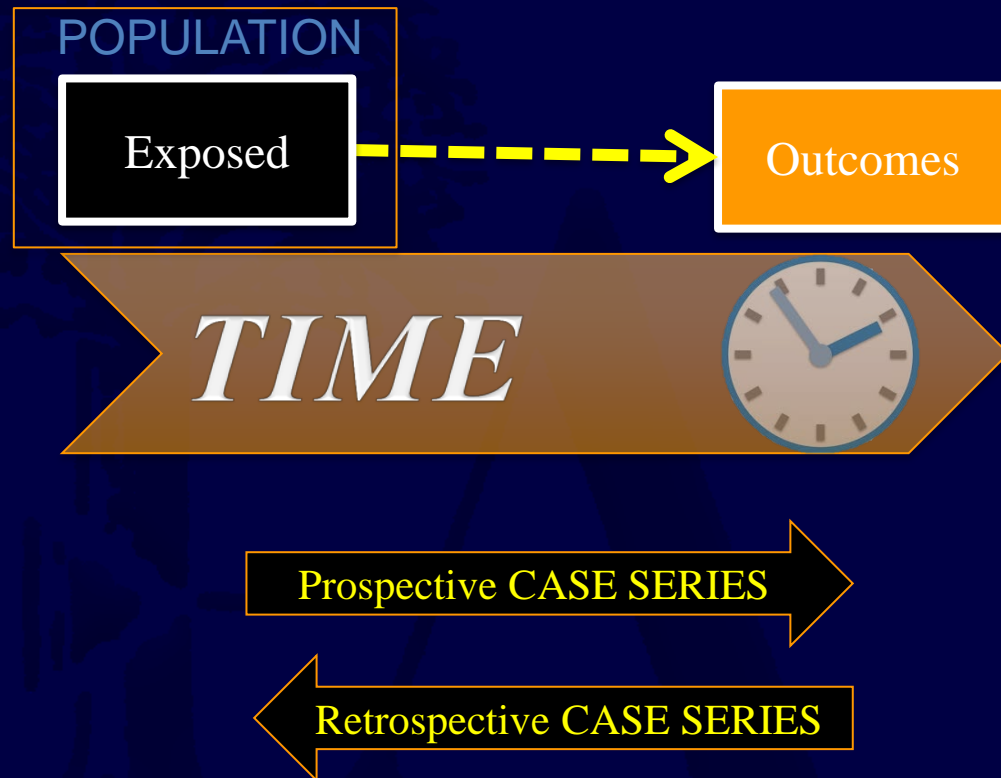 POPULATION
Exposed
Outcomes
TIME
Prospective CASE SERIES
Retrospective CASE SERIES